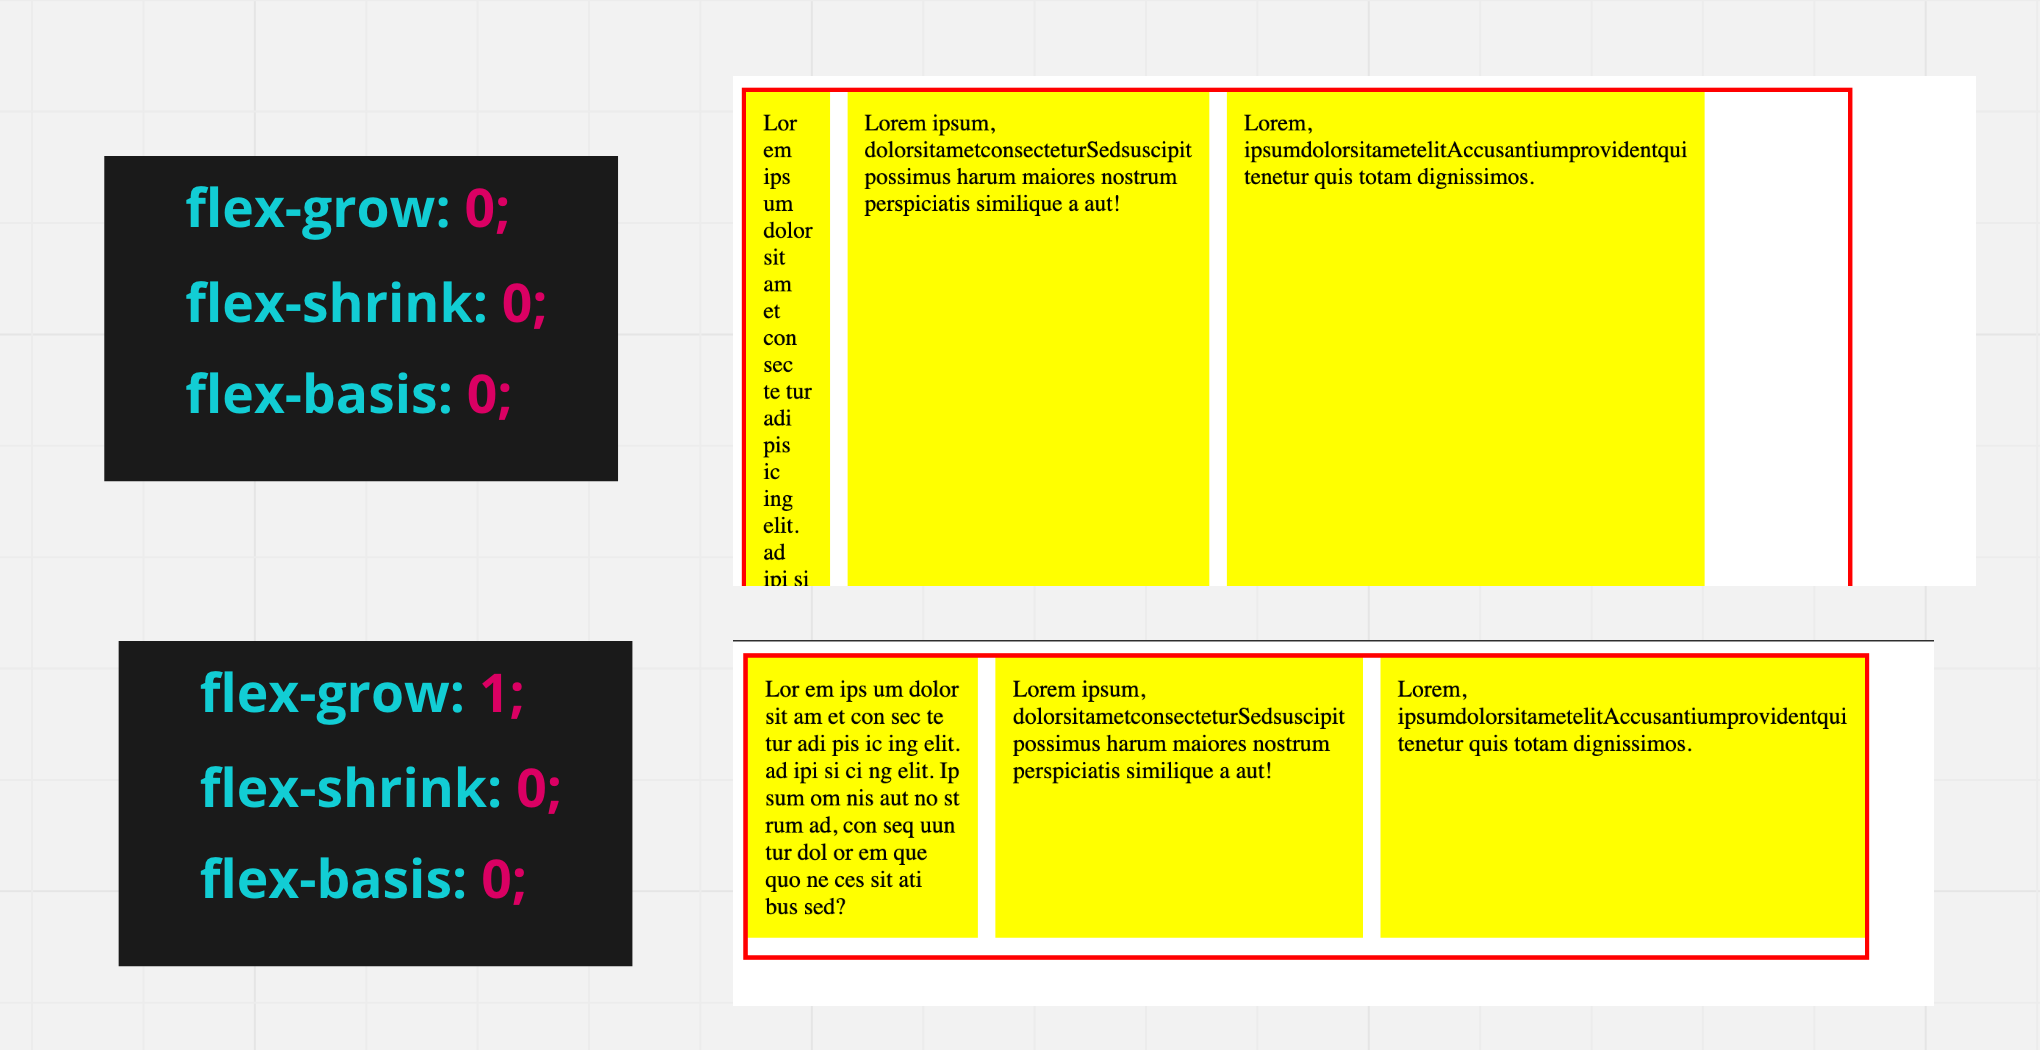 flex-grow: 0;
flex-shrink: 0;
flex-basis: 0;
Lor
em
ips
um
dolor
sit
am
et
con
sec
te tur
adi
pis
ic
ing
elit.
ad
ipi si
Lorem ipsum,
dolorsitametconsecteturSedsuscipit
possimus harum maiores nostrum
perspiciatis similique a aut!
Lorem,
ipsumdolorsitametelitAccusantiumprovidentqui
tenetur quis totam dignissimos.
flex-grow: 1;
flex-shrink: 0;
flex-basis: 0;
Lor em ips um dolor
sit am et con sec te
tur adi pis ic ing elit.
ad ipi si ci ng elit. Ip
sum om nis aut no st
rum ad, con seq uun
tur dol or em que
quo ne ces sit ati
bus sed?
Lorem ipsum,
dolorsitametconsecteturSedsuscipit
possimus harum maiores nostrum
perspiciatis similique a aut!
Lorem,
ipsumdolorsitametelitAccusantiumprovidentqui
tenetur quis totam dignissimos.